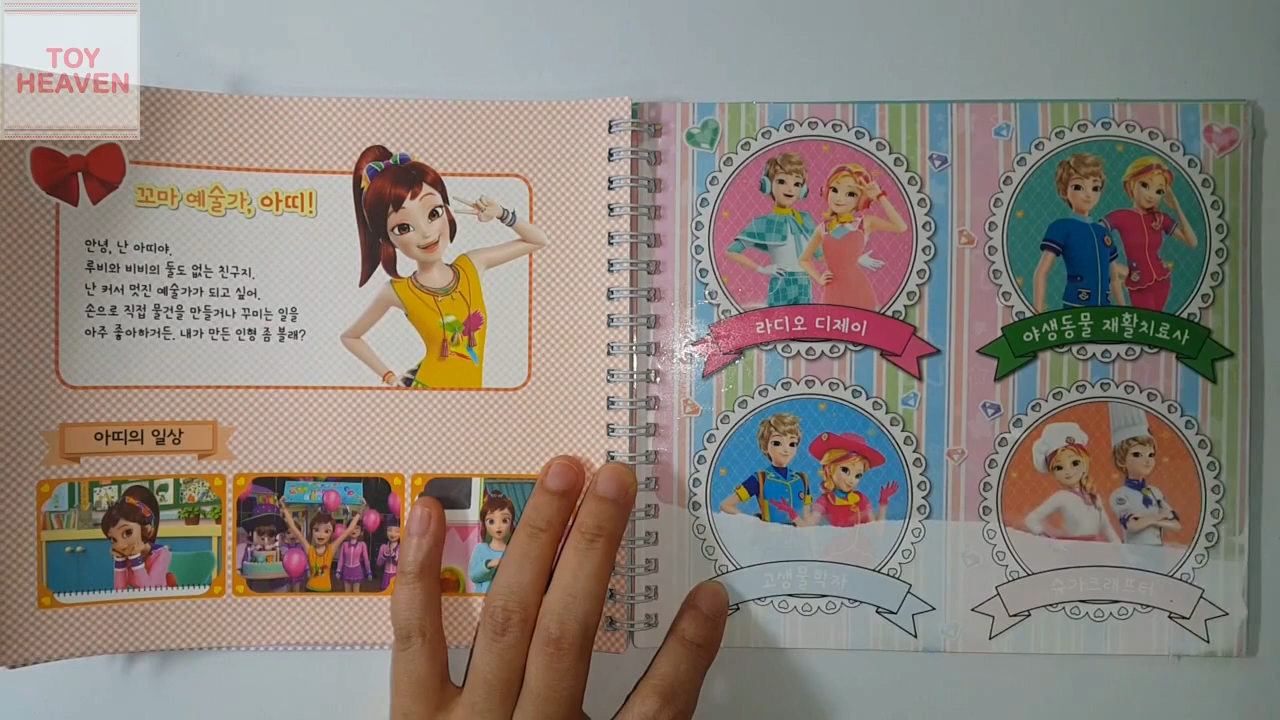 TOY
HEAVEN
꼬마 예술가, 아띠!
안녕, 난 아띠야.
루비와 비비의 둘도 없는 친구지.
난 커서 멋진 예술가가 되고 싶어.
손으로 직접 물건을 만들거나 꾸미는 일을
아주 좋아하거든. 내가 만든 인형 좀 볼래?
아띠의 일상
라디오 디제이
야생동물 재활치료사
고생물학자
슈가크래프터